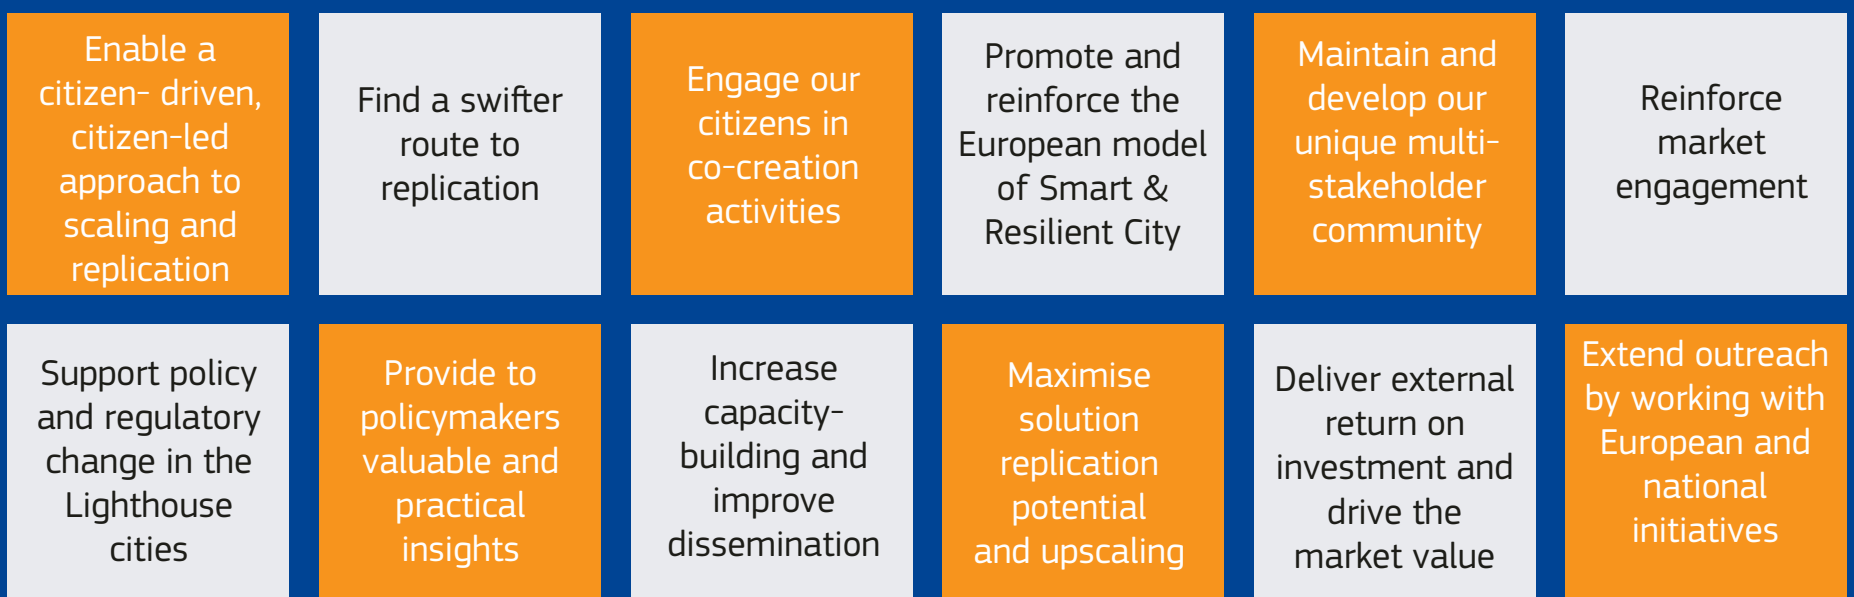 Enable a
citizen- driven,
citizen-led
approach to
scaling and
replication
Find a swifter
route to
replication
Engage our
citizens in
co-creation
activities
Promote and
reinforce the
European model
of Smart &
Resilient City
Maintain and
develop our
unique multi-
stakeholder
community
Reinforce
market
engagement
Support policy
and regulatory
change in the
Lighthouse
cities
Provide to
policymakers
valuable and
practical
insights
Increase
capacity-
building and
improve
dissemination
Maximise
solution
replication
potential
and upscaling
Deliver external
return on
investment and
drive the
market value
Extend outreach
by working with
European and
national
initiatives